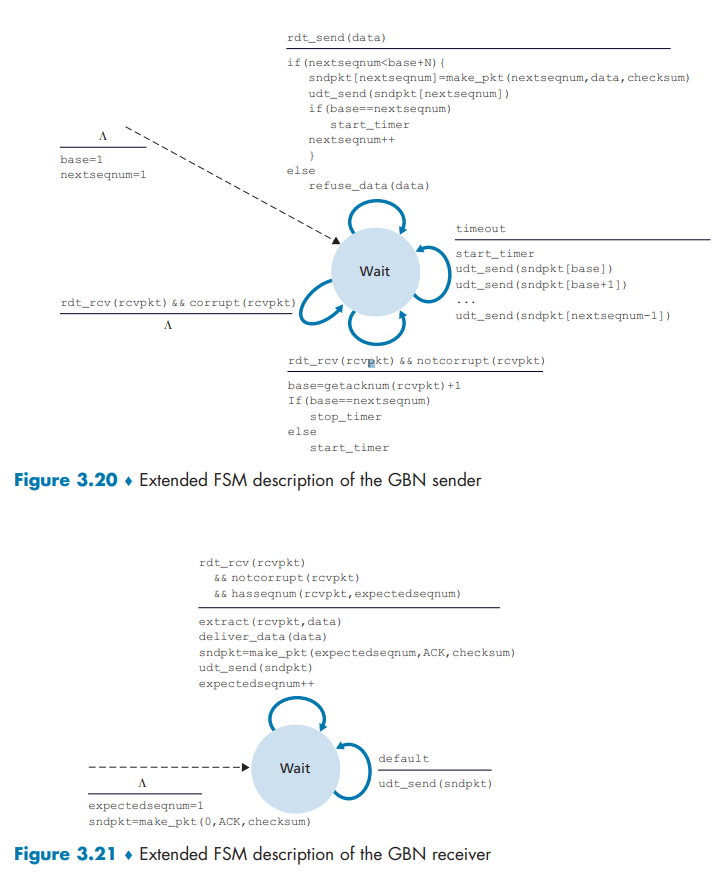 rdt_send(data)
if(nextseqnum<base+N){
sndpkt[nextseqnum]=make_pkt(nextseqnum,data,checksum)
udt_send(sndpkt[nextseqnum])
if(base==nextseqnum)
start_timer
nextseqnum++
}
else
refuse_data(data)
Λ
base=1
nextseqnum=1
Wait
timeout
start_timer
udt_send(sndpkt[base])
udt_send(sndpkt[base+1])
...
udt_send(sndpkt[nextseqnum-1])
rdt_rcv(rcvpkt) && corrupt(rcvpkt)
Λ
rdt_rcv(rcvpkt) && notcorrupt(rcvpkt)
base=getacknum(rcvpkt)+1
If(base==nextseqnum)
stop_timer
else
start_timer
Figure 3.20 ♦ Extended FSM description of the GBN sender
rdt_rcv(rcvpkt)
&& notcorrupt(rcvpkt)
&& hasseqnum(rcvpkt,expectedseqnum)
extract(rcvpkt,data)
deliver_data(data)
sndpkt=make_pkt(expectedseqnum,ACK,checksum)
udt_send(sndpkt)
expectedseqnum++
Wait
default
udt_send(sndpkt)
Λ
expectedseqnum=1
sndpkt=make_pkt(0,ACK,checksum)
Figure 3.21 ♦ Extended FSM description of the GBN receiver